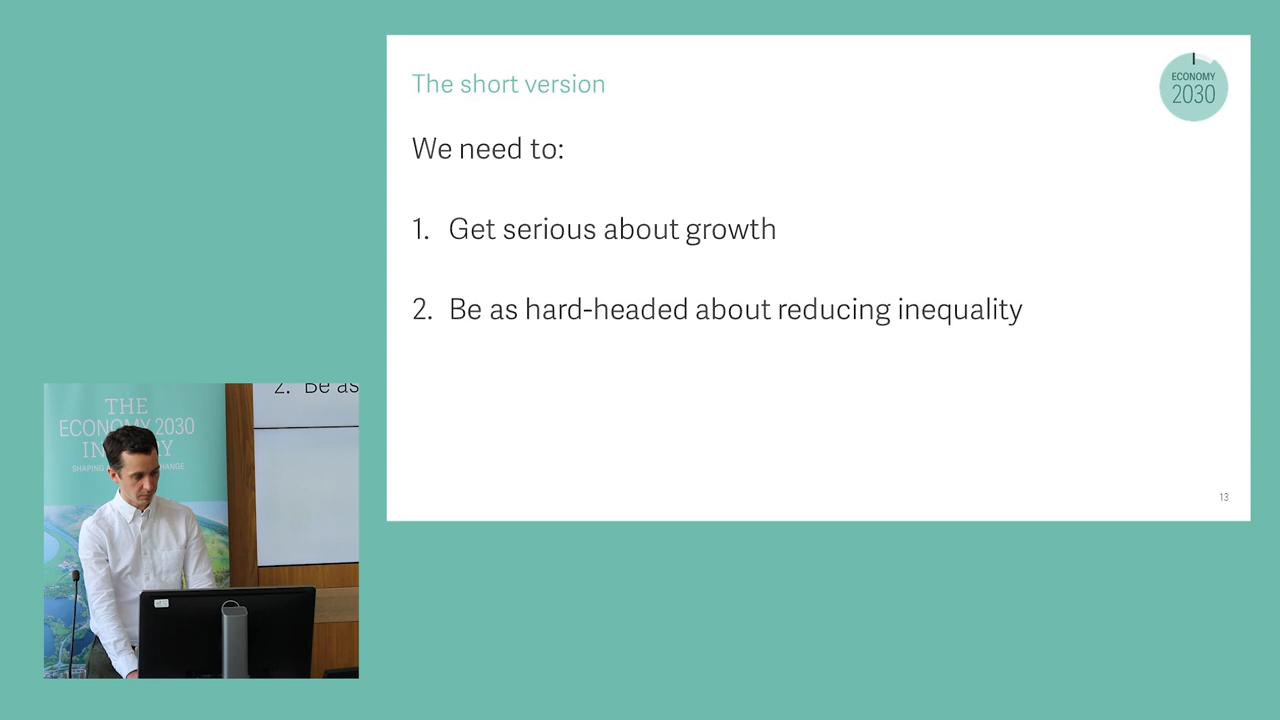 The short version
ECONOMY
2030
We need to:
1. Get serious about growth
2. Be as hard-headed about reducing inequality
13
2. Be as
THE
ECONOMY 2030
SHAPING